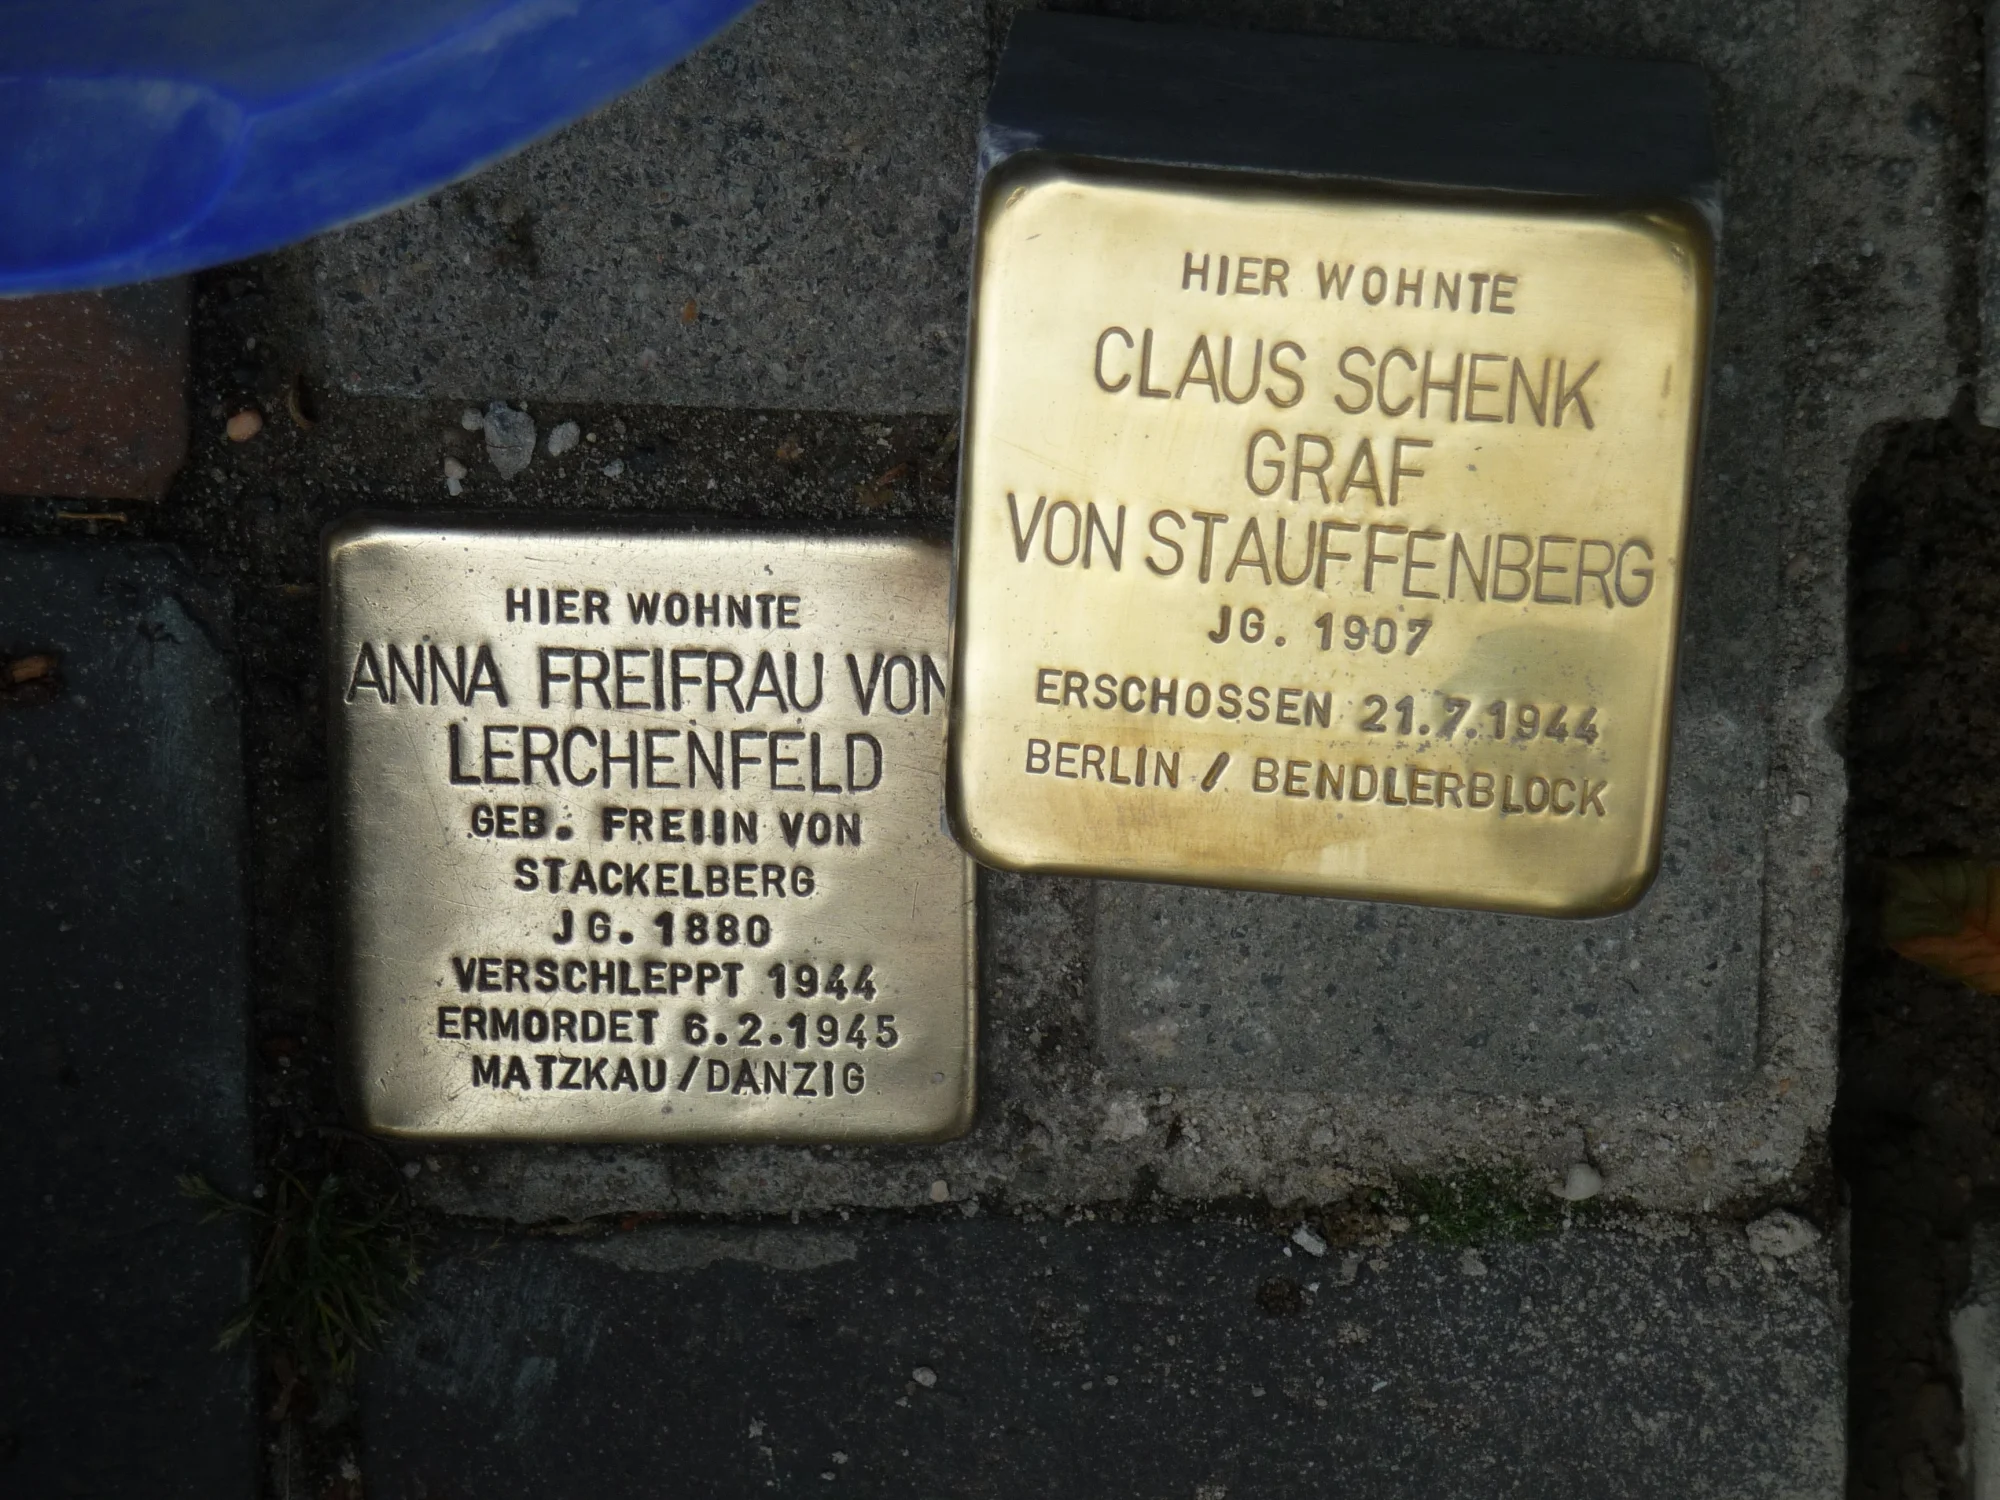 HIER WOHNTE
ANNA FREIFRAU VON
LERCHENFELD
GEB. FREIIN VON
STACKELBERG
JG. 1880
VERSCHLEPPT 1944
ERMORDET 6.2.1945
MATZKAU/DANZIG
HIER WOHNTE
CLAUS SCHENK
GRAF
VON STAUFFENBERG
JG. 1907
ERSCHOSSEN 21.7.1944
BERLIN / BENDLERBLOCK